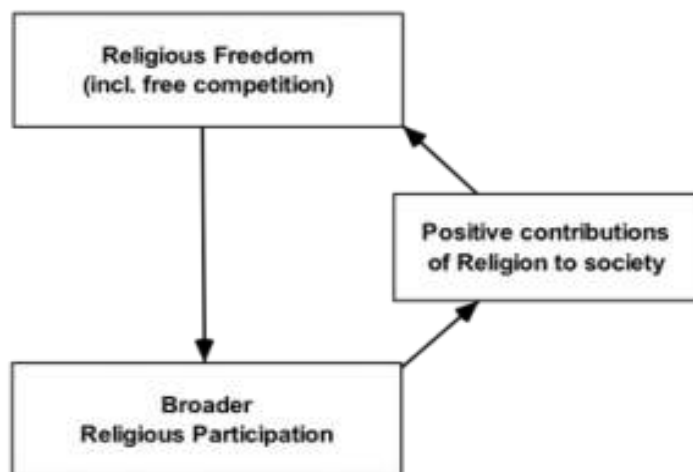 Religious Freedom
(incl. free competition)
Positive contributions
of Religion to society
Broader
Religious Participation